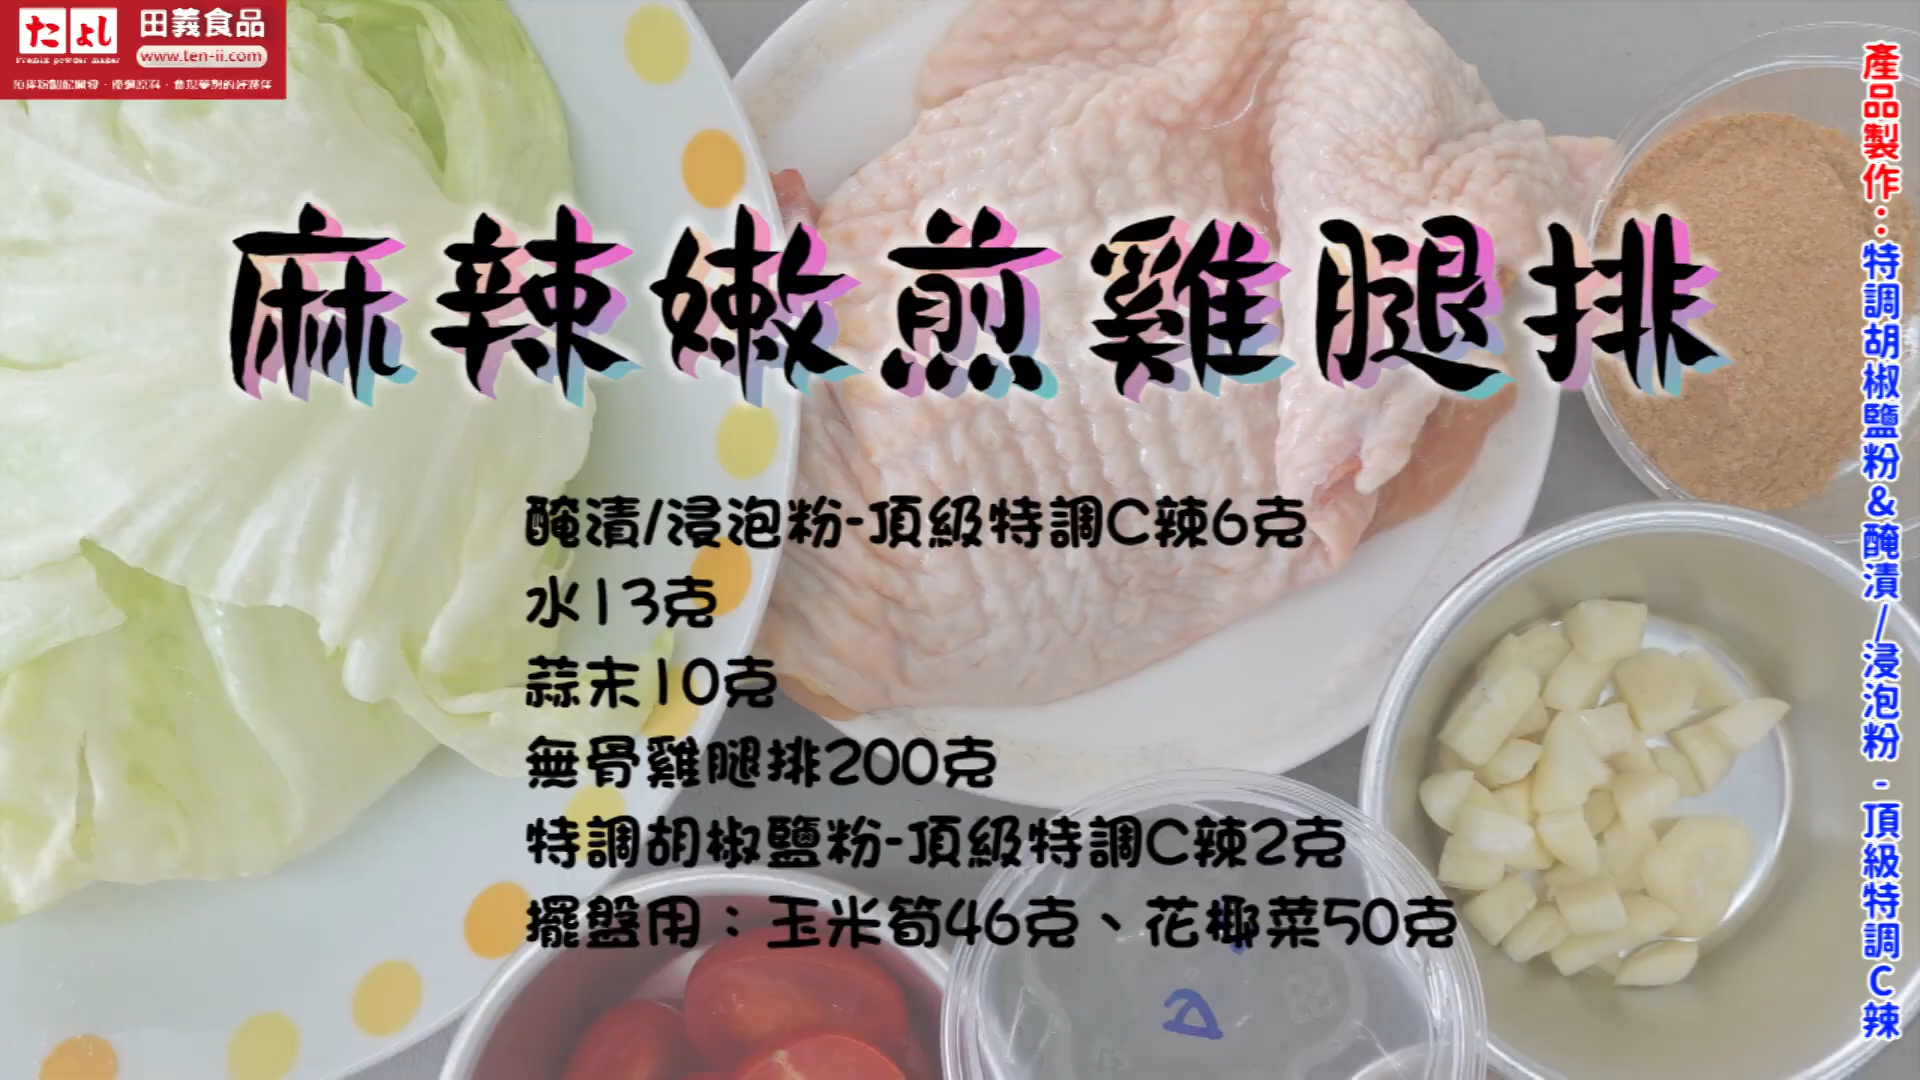 たよし
田義食品
www.ten-ii.com
麻辣嫩煎雞腿排
醃漬/浸泡粉-頂級特調C辣6克
水13克
蒜末10克
無骨雞腿排200克
特調胡椒鹽粉-頂級特調C辣2克
擺盤用：玉米筍46克、花椰菜50克
產品製作：特調胡椒鹽粉&醃漬/浸泡粉-頂級特調C辣